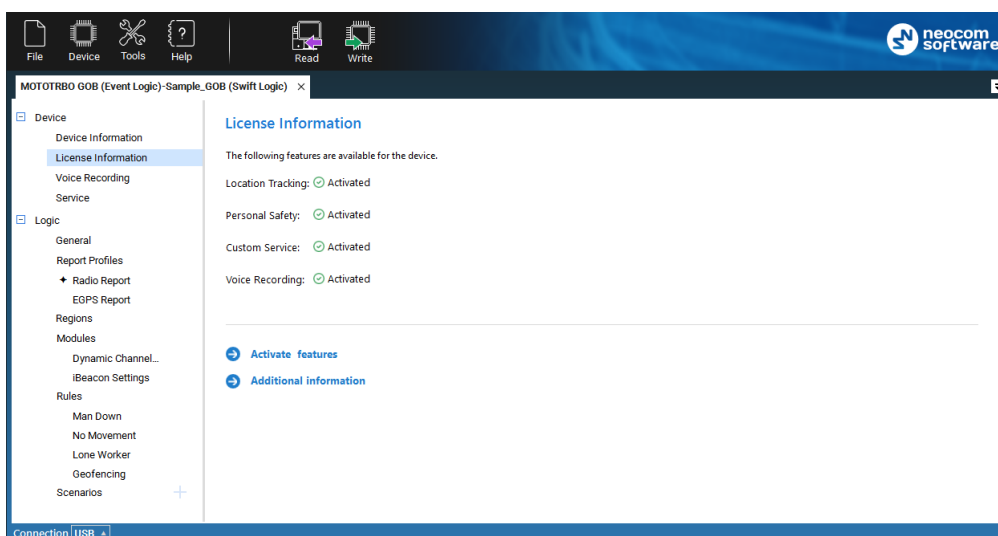 File Device Tools Help Read Write
neocom
software
MOTOTRBO GOB (Event Logic)-Sample_GOB (Swift Logic) ×
Device
Device Information
License Information
Voice Recording
Service
Logic
General
Report Profiles
Radio Report
EGPS Report
Regions
Modules
Dynamic Channel...
iBeacon Settings
Rules
Man Down
No Movement
Lone Worker
Geofencing
Scenarios
License Information
The following features are available for the device.
Location Tracking: Activated
Personal Safety: Activated
Custom Service: Activated
Voice Recording: Activated
Activate features
Additional information
Connection USB